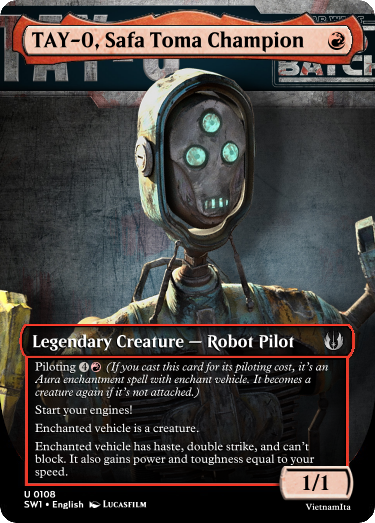 TAY-0, Safa Toma Champion
TAY-0
BATCH
Legendary Creature — Robot Pilot
Piloting 4R (If you cast this card for its piloting cost, it's an
Aura enchantment spell with enchant vehicle. It becomes a
creature again if it's not attached.)
Start your engines!
Enchanted vehicle is a creature.
Enchanted vehicle has haste, double strike, and can't
block. It also gains power and toughness equal to your
speed.
1/1
U 0108
SW1 • English LUCASFILM
VietnamIta